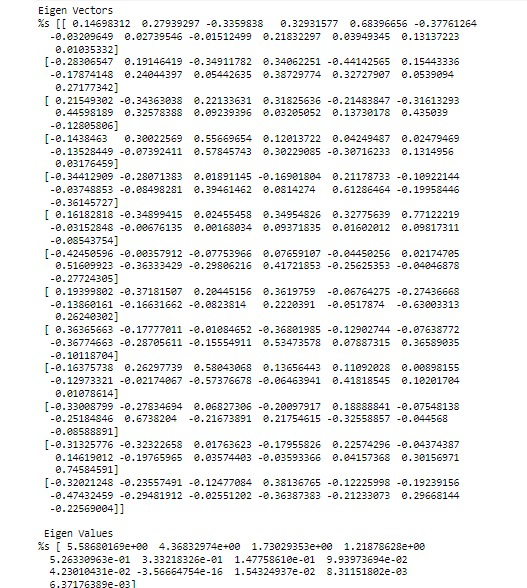 Eigen Vectors
%s [[ 0.14698312  0.27939297 -0.3359838   0.32931577  0.68396656 -0.37761264
  -0.03209649  0.02739546 -0.01512499  0.21832297  0.03949345  0.13137223
   0.01035332]
 [-0.28306547  0.19146419 -0.34911782  0.34062251 -0.44142565  0.15443336
  -0.17874148  0.24044397  0.05442635  0.38729774  0.32727907  0.0539094
   0.27177342]
 [ 0.21549302 -0.34363038  0.22133631  0.31825636 -0.21483847 -0.31613293
   0.44598189  0.32578388  0.09239396  0.03205052  0.13730178  0.435039
  -0.12805806]
 [-0.1438463   0.30022569  0.55669654  0.12013722  0.04249487  0.02479469
  -0.13528449 -0.07392411  0.57845743  0.30229085 -0.30716233  0.1314956
   0.03176459]
 [-0.34412909 -0.28071383  0.01891145 -0.16901804  0.21178733 -0.10922144
  -0.03748853 -0.08498281  0.39461662  0.0814274   0.61286464 -0.19958446
  -0.36145727]
 [ 0.16182818 -0.34899415  0.02455458  0.34954826  0.32775639  0.77122219
  -0.03152848 -0.00676135  0.00168034  0.09371835  0.01602012  0.09817311
  -0.08543754]
 [-0.42450596 -0.00357912 -0.07753966  0.07659107 -0.04450256  0.02174705
   0.51609923 -0.36333429 -0.29806216  0.41721853 -0.25625353 -0.04046878
  -0.27724305]
 [ 0.19399802 -0.37181507  0.20445156  0.3619759  -0.06764275 -0.27436668
  -0.13860161 -0.16631662 -0.0823814   0.2220391  -0.0517874  -0.63003313
   0.26240302]
 [ 0.36365663 -0.17777011 -0.01084652 -0.36801985 -0.12902744 -0.07638772
  -0.36774663 -0.28705611 -0.15554911  0.53473578  0.07887315  0.36589035
  -0.10118704]
 [-0.16375738  0.26297739  0.58043068  0.13656443  0.11092028  0.00898155
  -0.12973321 -0.02174067 -0.57376678 -0.06463941  0.41818545  0.10201704
   0.01078614]
 [-0.33008799 -0.27834694  0.06827306 -0.20097917  0.18888841 -0.07548138
  -0.25184846  0.6738204  -0.21673891  0.21754615 -0.32558857 -0.044568
  -0.08588891]
 [-0.31325776 -0.32322658  0.01763623 -0.17955826  0.22574296 -0.04374387
   0.14619012 -0.19765965  0.03574403 -0.03593366  0.04157368  0.30156971
   0.74584591]
 [-0.32021248 -0.23557491 -0.12477084  0.38136765 -0.12225998 -0.19239156
  -0.47432459 -0.29481912 -0.02551202 -0.36387383 -0.21233073  0.29668144
  -0.22569004]]
Eigen Values
%s [ 5.58680169e+00  4.36832974e+00  1.73029353e+00  1.21878628e+00
  5.26330963e-01  3.33218326e-01  1.47758610e-01  9.93973694e-02
  4.23010431e-02 -3.56664754e-16  1.54324937e-02  8.31151802e-03
  6.37176389e-03]